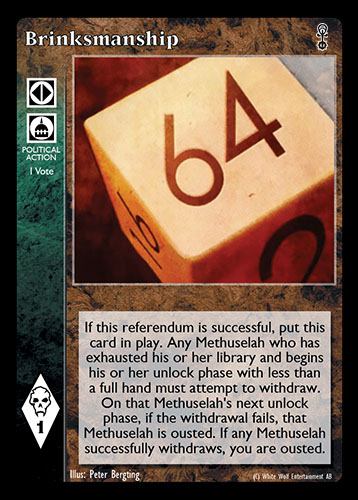 Brinksmanship
POLITICAL
ACTION
1 Vote
64
16
2
If this referendum is successful, put this
card in play. Any Methuselah who has
exhausted his or her library and begins
his or her unlock phase with less than
a full hand must attempt to withdraw.
On that Methuselah's next unlock
phase, if the withdrawal fails, that
Methuselah is ousted. If any Methuselah
successfully withdraws, you are ousted.
1
Illus: Peter Bergting
(C) White Wolf Entertainment AB